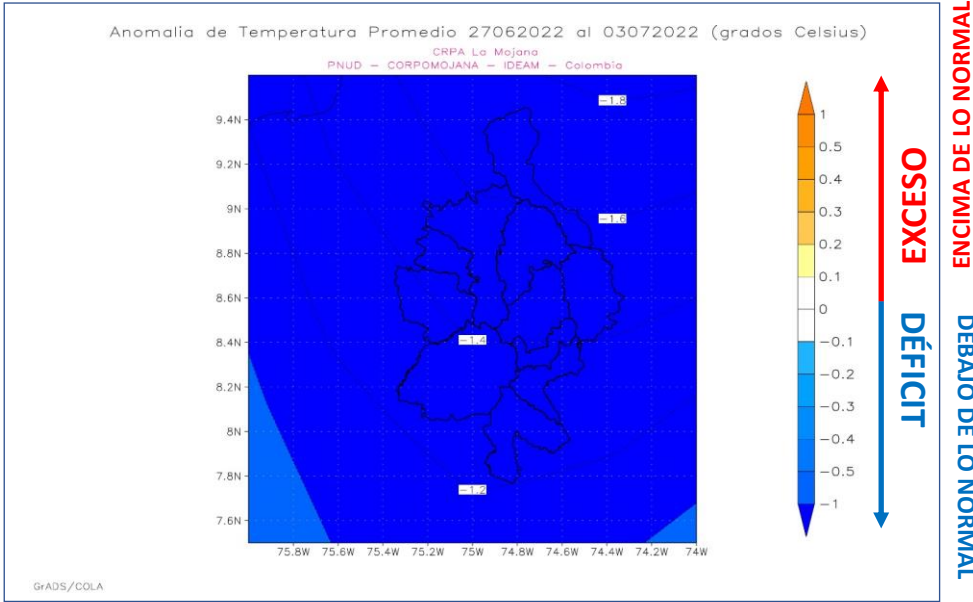 Anomalia de Temperatura Promedio 27062022 al 03072022 (grados Celsius)
CRPA La Mojana
PNUD – CORPOMOJANA – IDEAM – Colombia
9.4N
9.2N
9N
8.8N
8.6N
8.4N
8.2N
8N
7.8N
7.6N
75.8W
75.6W
75.4W
75.2W
75W
74.8W
74.6W
74.4W
74.2W
74W
−1.8
−1.6
−1.4
−1.2
1
0.5
0.4
0.3
0.2
0.1
0
−0.1
−0.2
−0.3
−0.4
−0.5
−1
EXCESO
DÉFICIT
ENCIMA DE LO NORMAL
DEBAJO DE LO NORMAL
GrADS/COLA